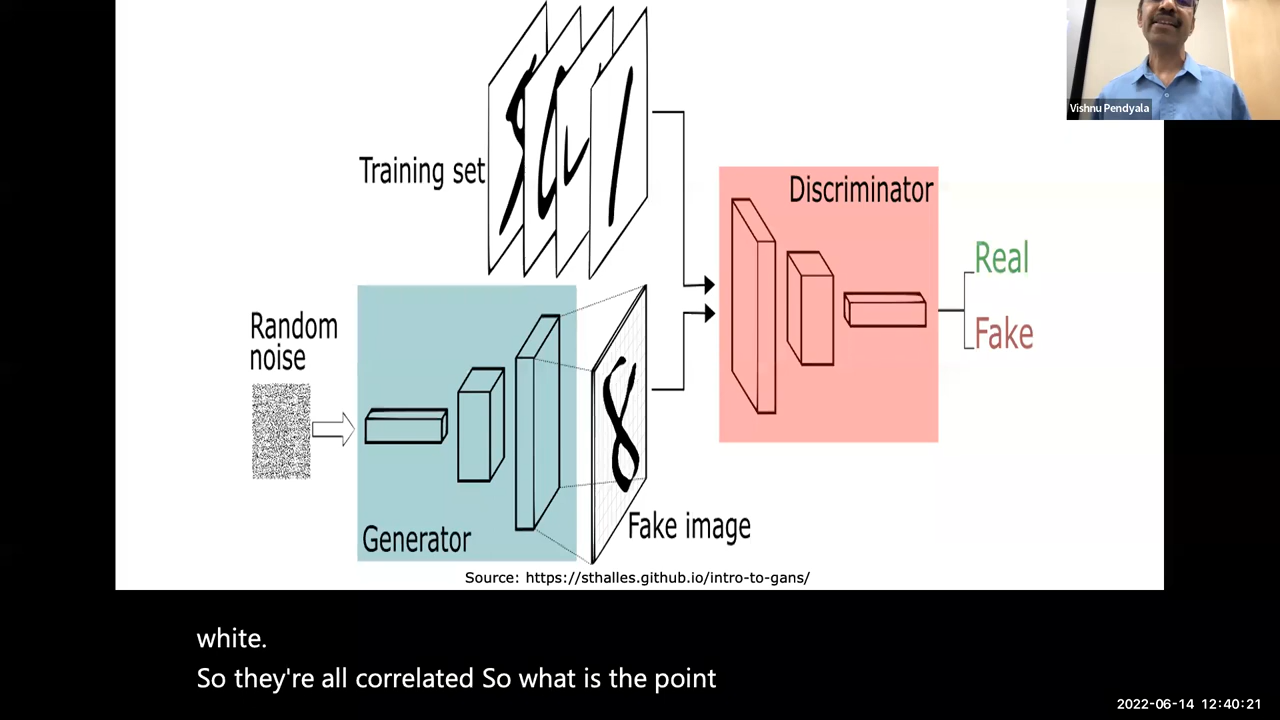 Vishnu Pendyala
Training set
Discriminator
Real
Fake
Random
noise
8
Generator
Fake image
Source: https://sthalles.github.io/intro-to-gans/
white.
So they're all correlated So what is the point
2022-06-14 12:40:21